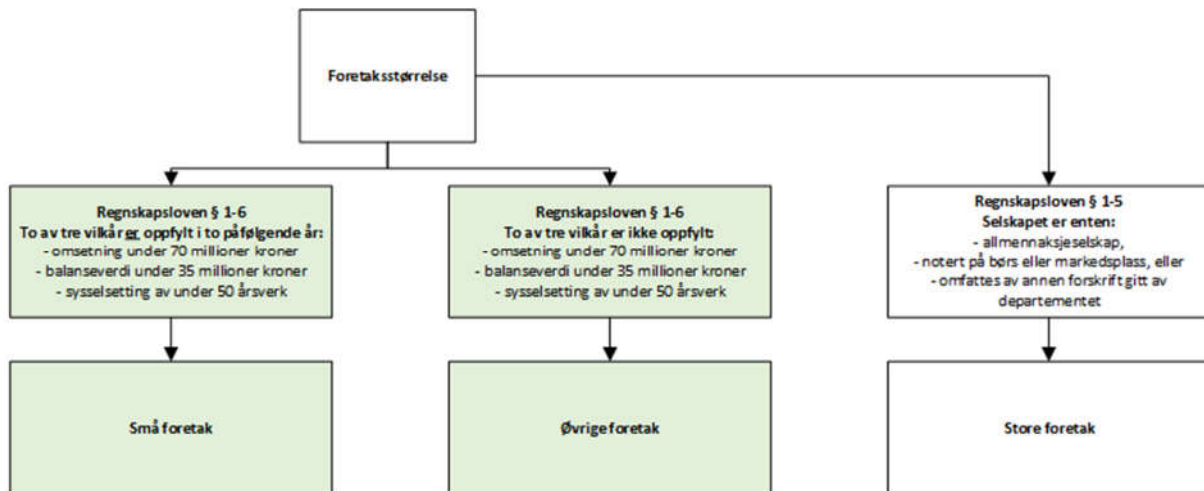 Foretaksstørrelse
Regnskapsloven § 1-6
To av tre vilkår er oppfylt i to påfølgende år:
- omsetning under 70 millioner kroner
- balanseverdi under 35 millioner kroner
- sysselsetting av under 50 årsverk
Regnskapsloven § 1-6
To av tre vilkår er ikke oppfylt:
- omsetning under 70 millioner kroner
- balanseverdi under 35 millioner kroner
- sysselsetting av under 50 årsverk
Regnskapsloven § 1-5
Selskapet er enten:
- allmennaksjeselskap,
- notert på børs eller markedsplass, eller
- omfattes av annen forskrift gitt av
departementet
Små foretak
Øvrige foretak
Store foretak